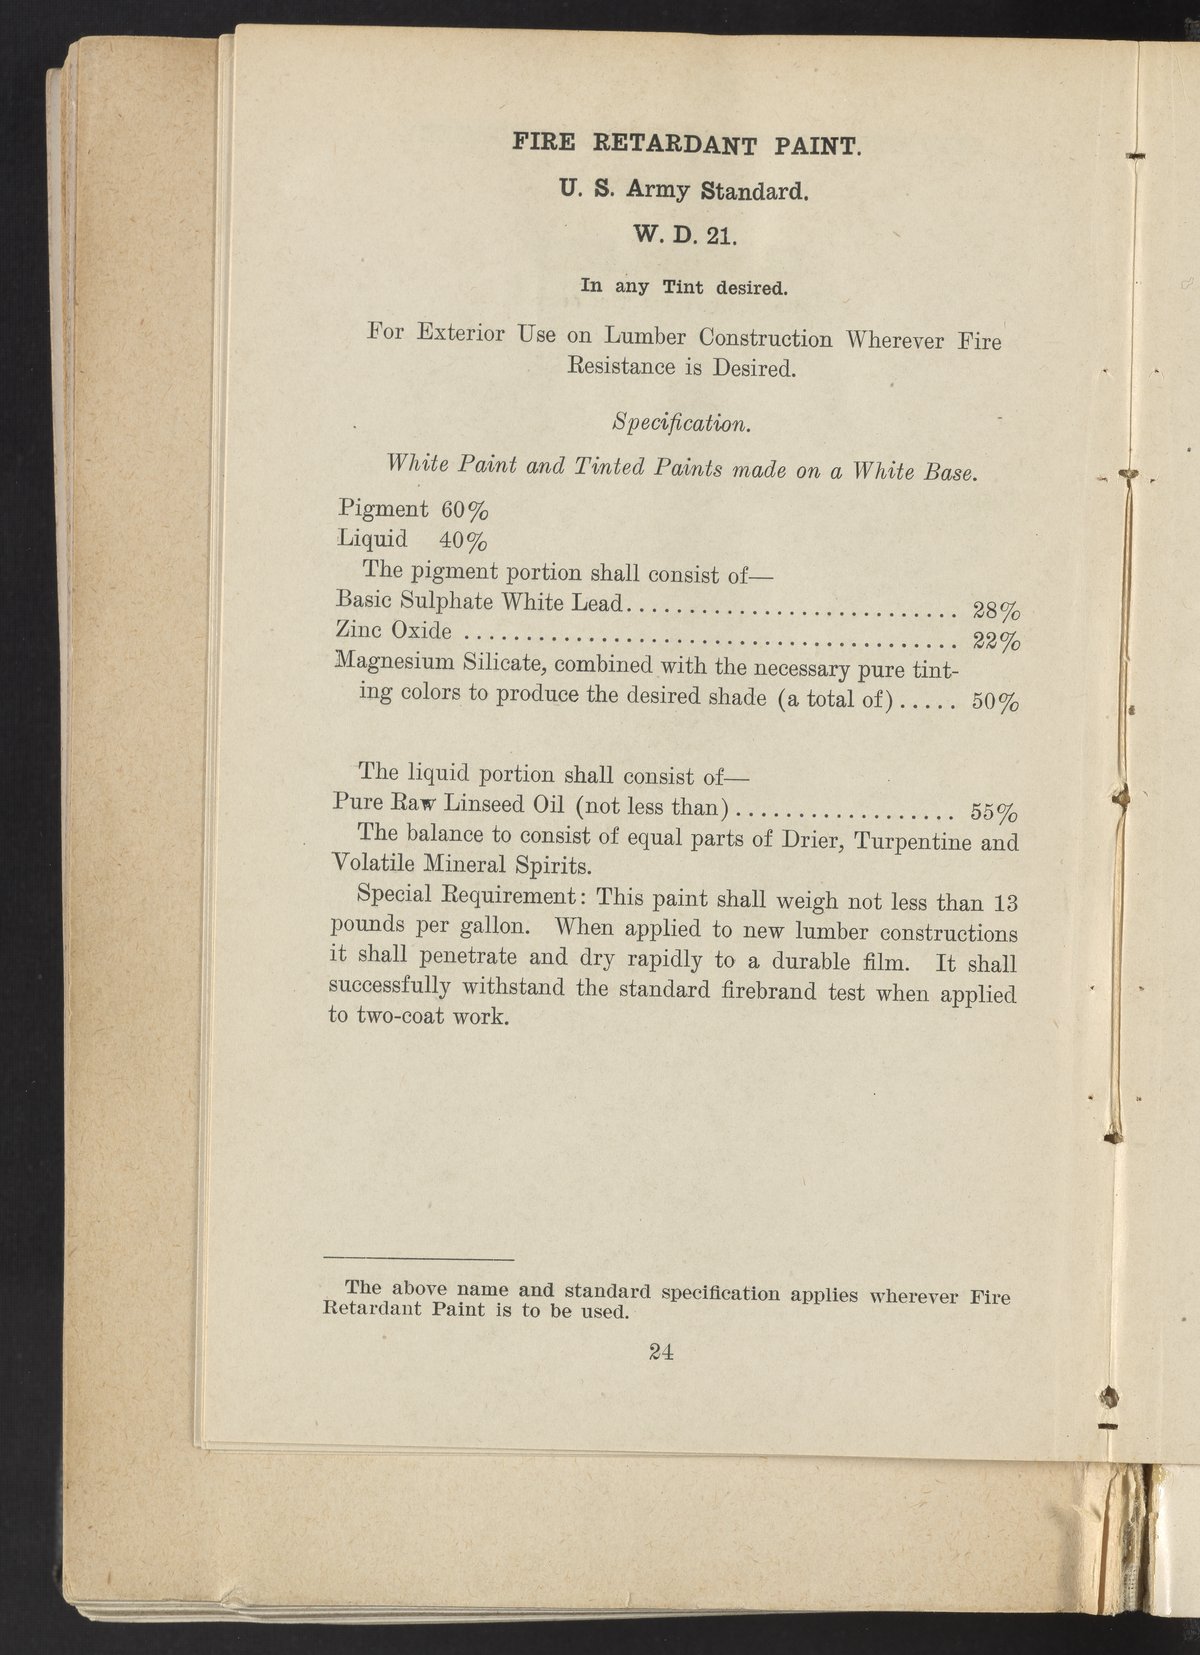 FIRE RETARDANT PAINT.
U. S. Army Standard.
W. D. 21.
In any Tint desired.
For Exterior Use on Lumber Construction Wherever Fire
Resistance is Desired.
Specification.
White Paint and Tinted Paints made on a White Base.
Pigment 60%
Liquid 40%
The pigment portion shall consist of—
Basic Sulphate White Lead........................... 28%
Zinc Oxide ........................................ 22%
Magnesium Silicate, combined with the necessary pure tint-
ing colors to produce the desired shade (a total of)..... 50%
The liquid portion shall consist of—
Pure Raw Linseed Oil (not less than).................. 55%
The balance to consist of equal parts of Drier, Turpentine and
Volatile Mineral Spirits.
Special Requirement: This paint shall weigh not less than 13
pounds per gallon. When applied to new lumber constructions
it shall penetrate and dry rapidly to a durable film. It shall
successfully withstand the standard firebrand test when applied
to two-coat work.
The above name and standard specification applies wherever Fire
Retardant Paint is to be used.
24